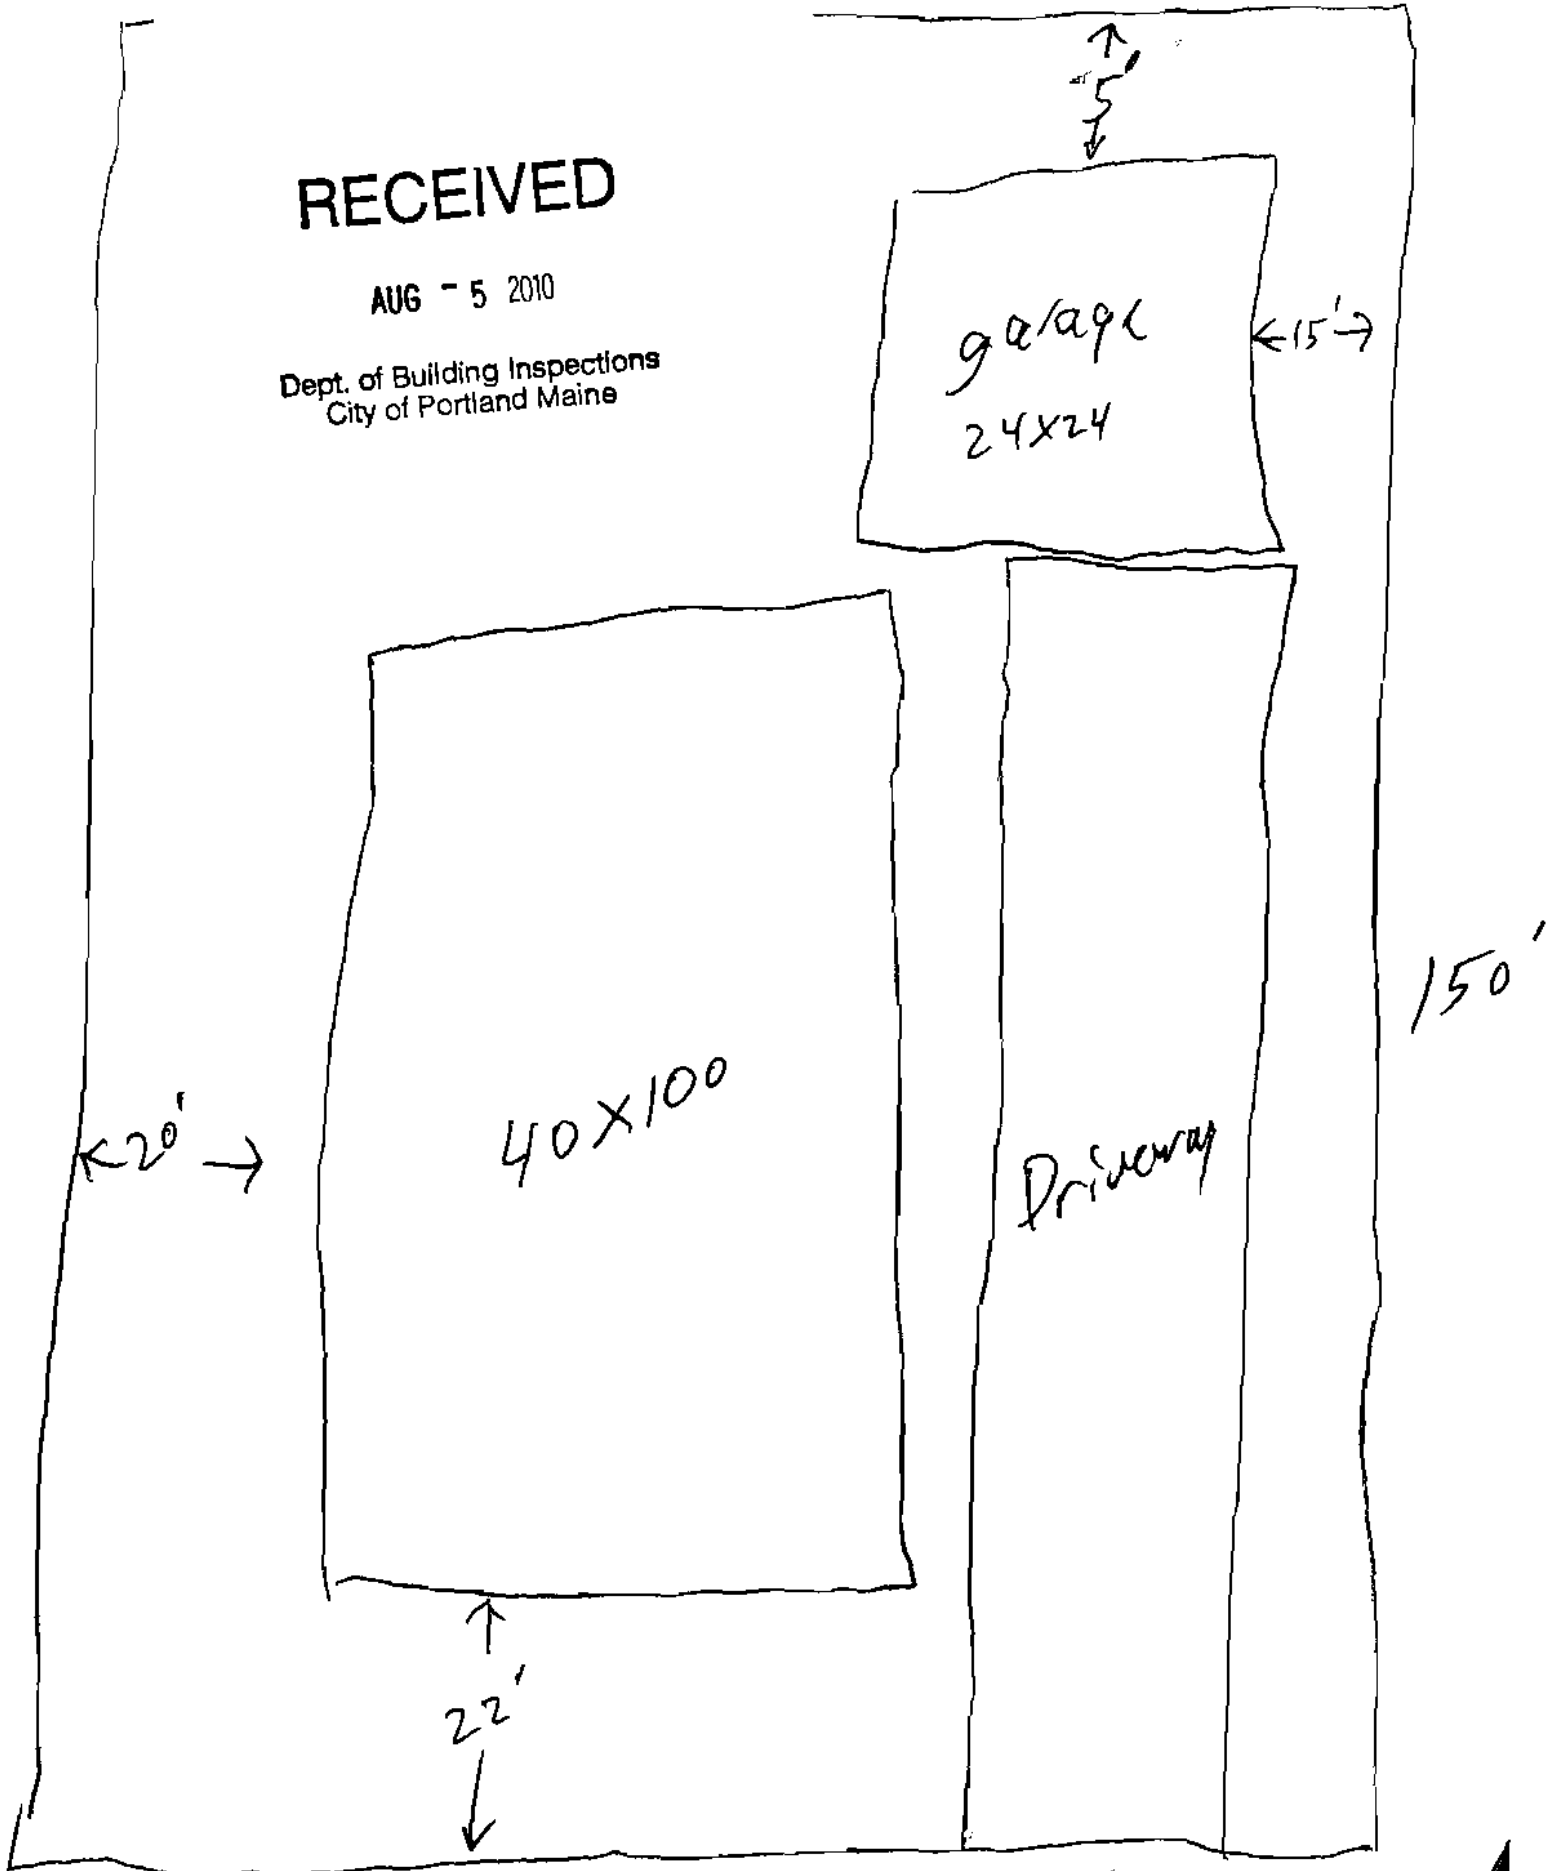 5'
RECEIVED
AUG - 5 2010
Dept. of Building Inspections
City of Portland Maine
garage
24x24
15'
150'
40x100
20'
Driveway
22'